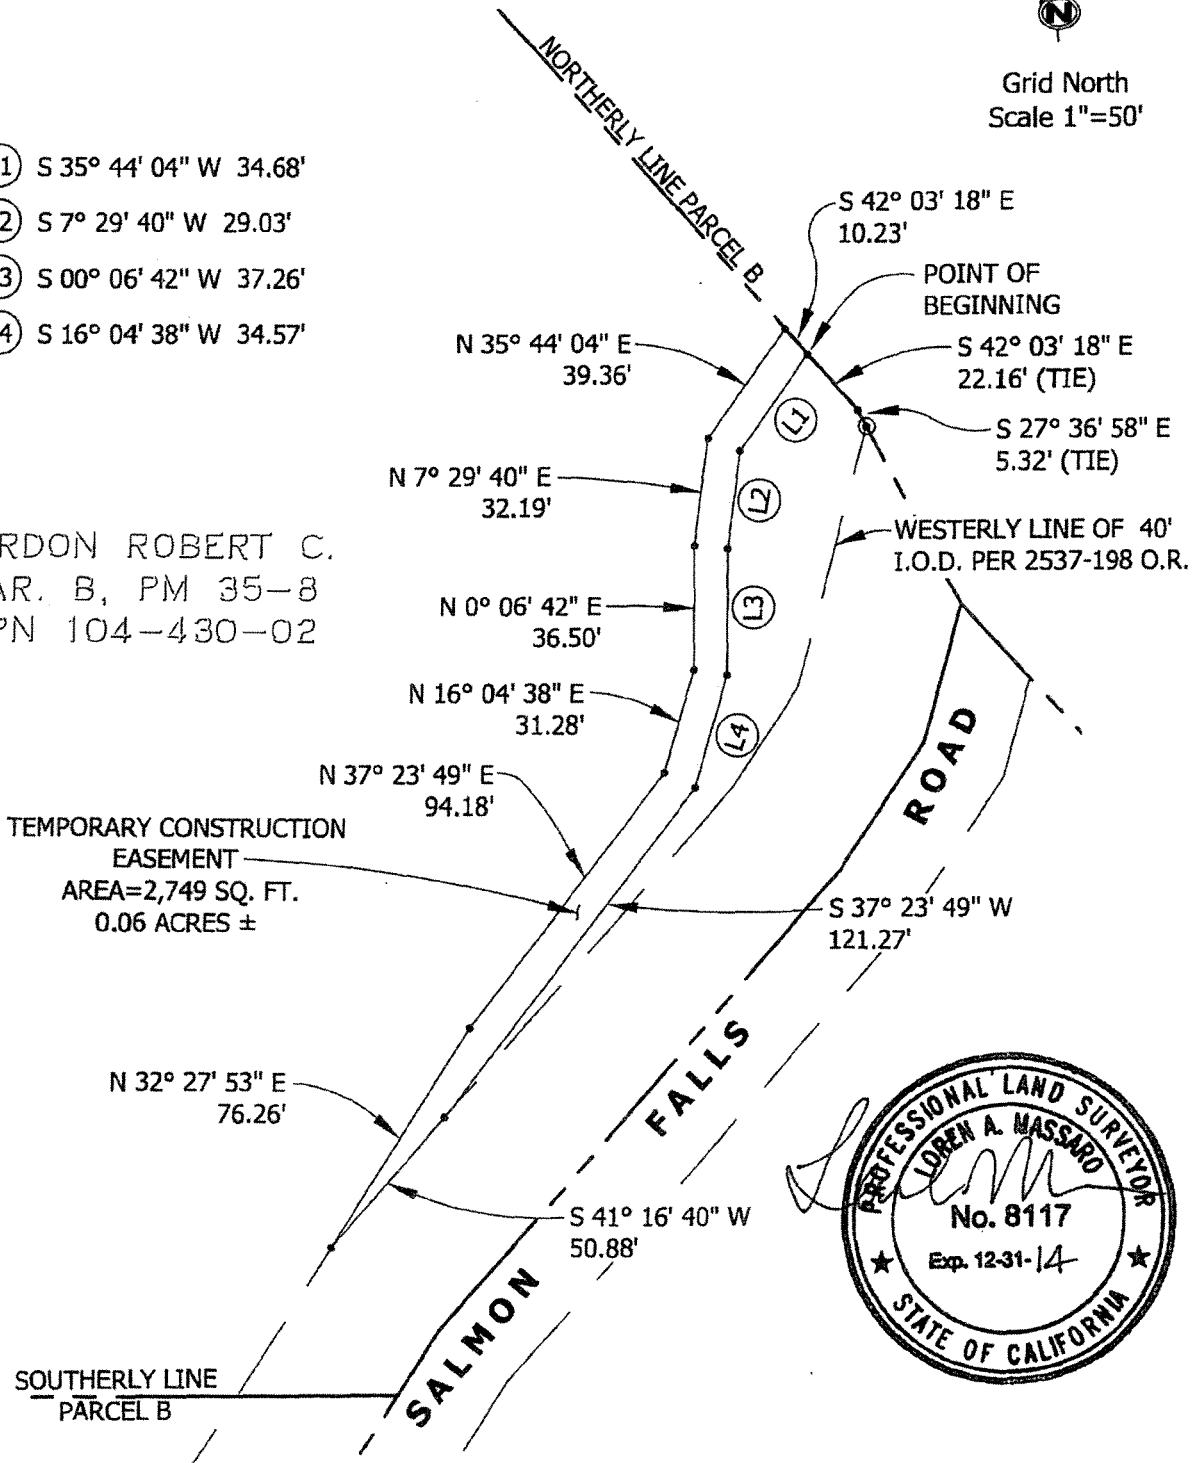 N
Grid North
Scale 1"=50'
1 S 35° 44' 04" W 34.68'
2 S 7° 29' 40" W 29.03'
3 S 00° 06' 42" W 37.26'
4 S 16° 04' 38" W 34.57'
NORTHERLY LINE PARCEL B
S 42° 03' 18" E
10.23'
POINT OF
BEGINNING
S 42° 03' 18" E
22.16' (TIE)
S 27° 36' 58" E
5.32' (TIE)
N 35° 44' 04" E
39.36'
L1
N 7° 29' 40" E
32.19'
L2
WESTERLY LINE OF 40'
I.O.D. PER 2537-198 O.R.
RDON ROBERT C.
AR. B, PM 35-8
PN 104-430-02
N 0° 06' 42" E
36.50'
L3
N 16° 04' 38" E
31.28'
L4
N 37° 23' 49" E
94.18'
TEMPORARY CONSTRUCTION
EASEMENT
AREA=2,749 SQ. FT.
0.06 ACRES ±
S 37° 23' 49" W
121.27'
N 32° 27' 53" E
76.26'
S 41° 16' 40" W
50.88'
SALMON FALLS ROAD
SOUTHERLY LINE
PARCEL B
PROFESSIONAL LAND SURVEYOR
LOREN A. MASSARO
No. 8117
Exp. 12-31-14
STATE OF CALIFORNIA